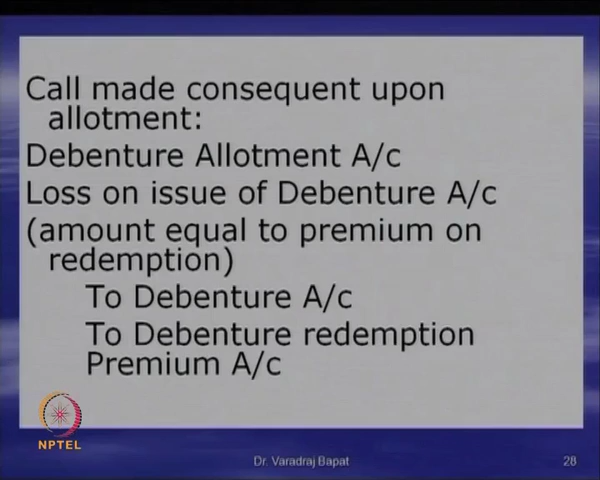 Call made consequent upon
allotment:
Debenture Allotment A/c
Loss on issue of Debenture A/c
(amount equal to premium on
redemption)
To Debenture A/c
To Debenture redemption
Premium A/c
NPTEL
Dr. Varadraj Bapat
28